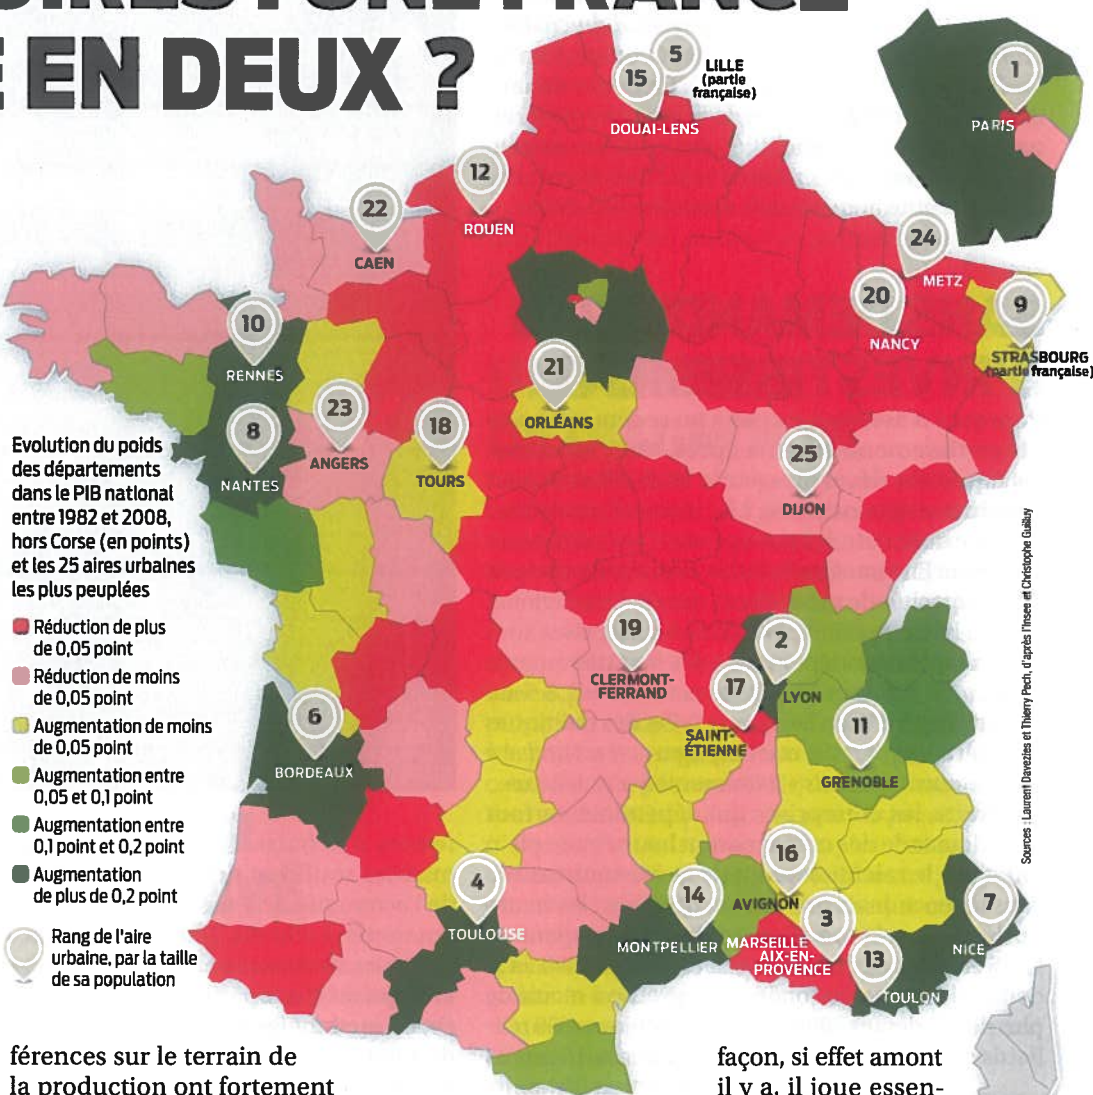 OIRES : UNE FRANCE
E EN DEUX ?
5
15
LILLE
(partie
française)
DOUAI-LENS
1
PARIS
12
ROUEN
22
CAEN
24
METZ
20
NANCY
9
STRASBOURG
(partie française)
10
RENNES
21
ORLÉANS
23
ANGERS
18
TOURS
8
NANTES
25
DIJON
Evolution du poids
des départements
dans le PIB national
entre 1982 et 2008,
hors Corse (en points)
et les 25 aires urbaines
les plus peuplées
Réduction de plus
de 0,05 point
Réduction de moins
de 0,05 point
Augmentation de moins
de 0,05 point
Augmentation entre
0,05 et 0,1 point
Augmentation entre
0,1 point et 0,2 point
Augmentation
de plus de 0,2 point
Rang de l'aire
urbaine, par la taille
de sa population
19
CLERMONT-
FERRAND
2
LYON
17
SAINT-
ÉTIENNE
11
GRENOBLE
6
BORDEAUX
16
AVIGNON
4
TOULOUSE
14
MONTPELLIER
3
MARSEILLE
AIX-EN-
PROVENCE
7
NICE
13
TOULON
Sources : Laurent Davezies et Thierry Pech, d'après l'Insee et Christophe Guilluy
férences sur le terrain de
la production ont fortement
façon, si effet amont
il y a, il joue essen-